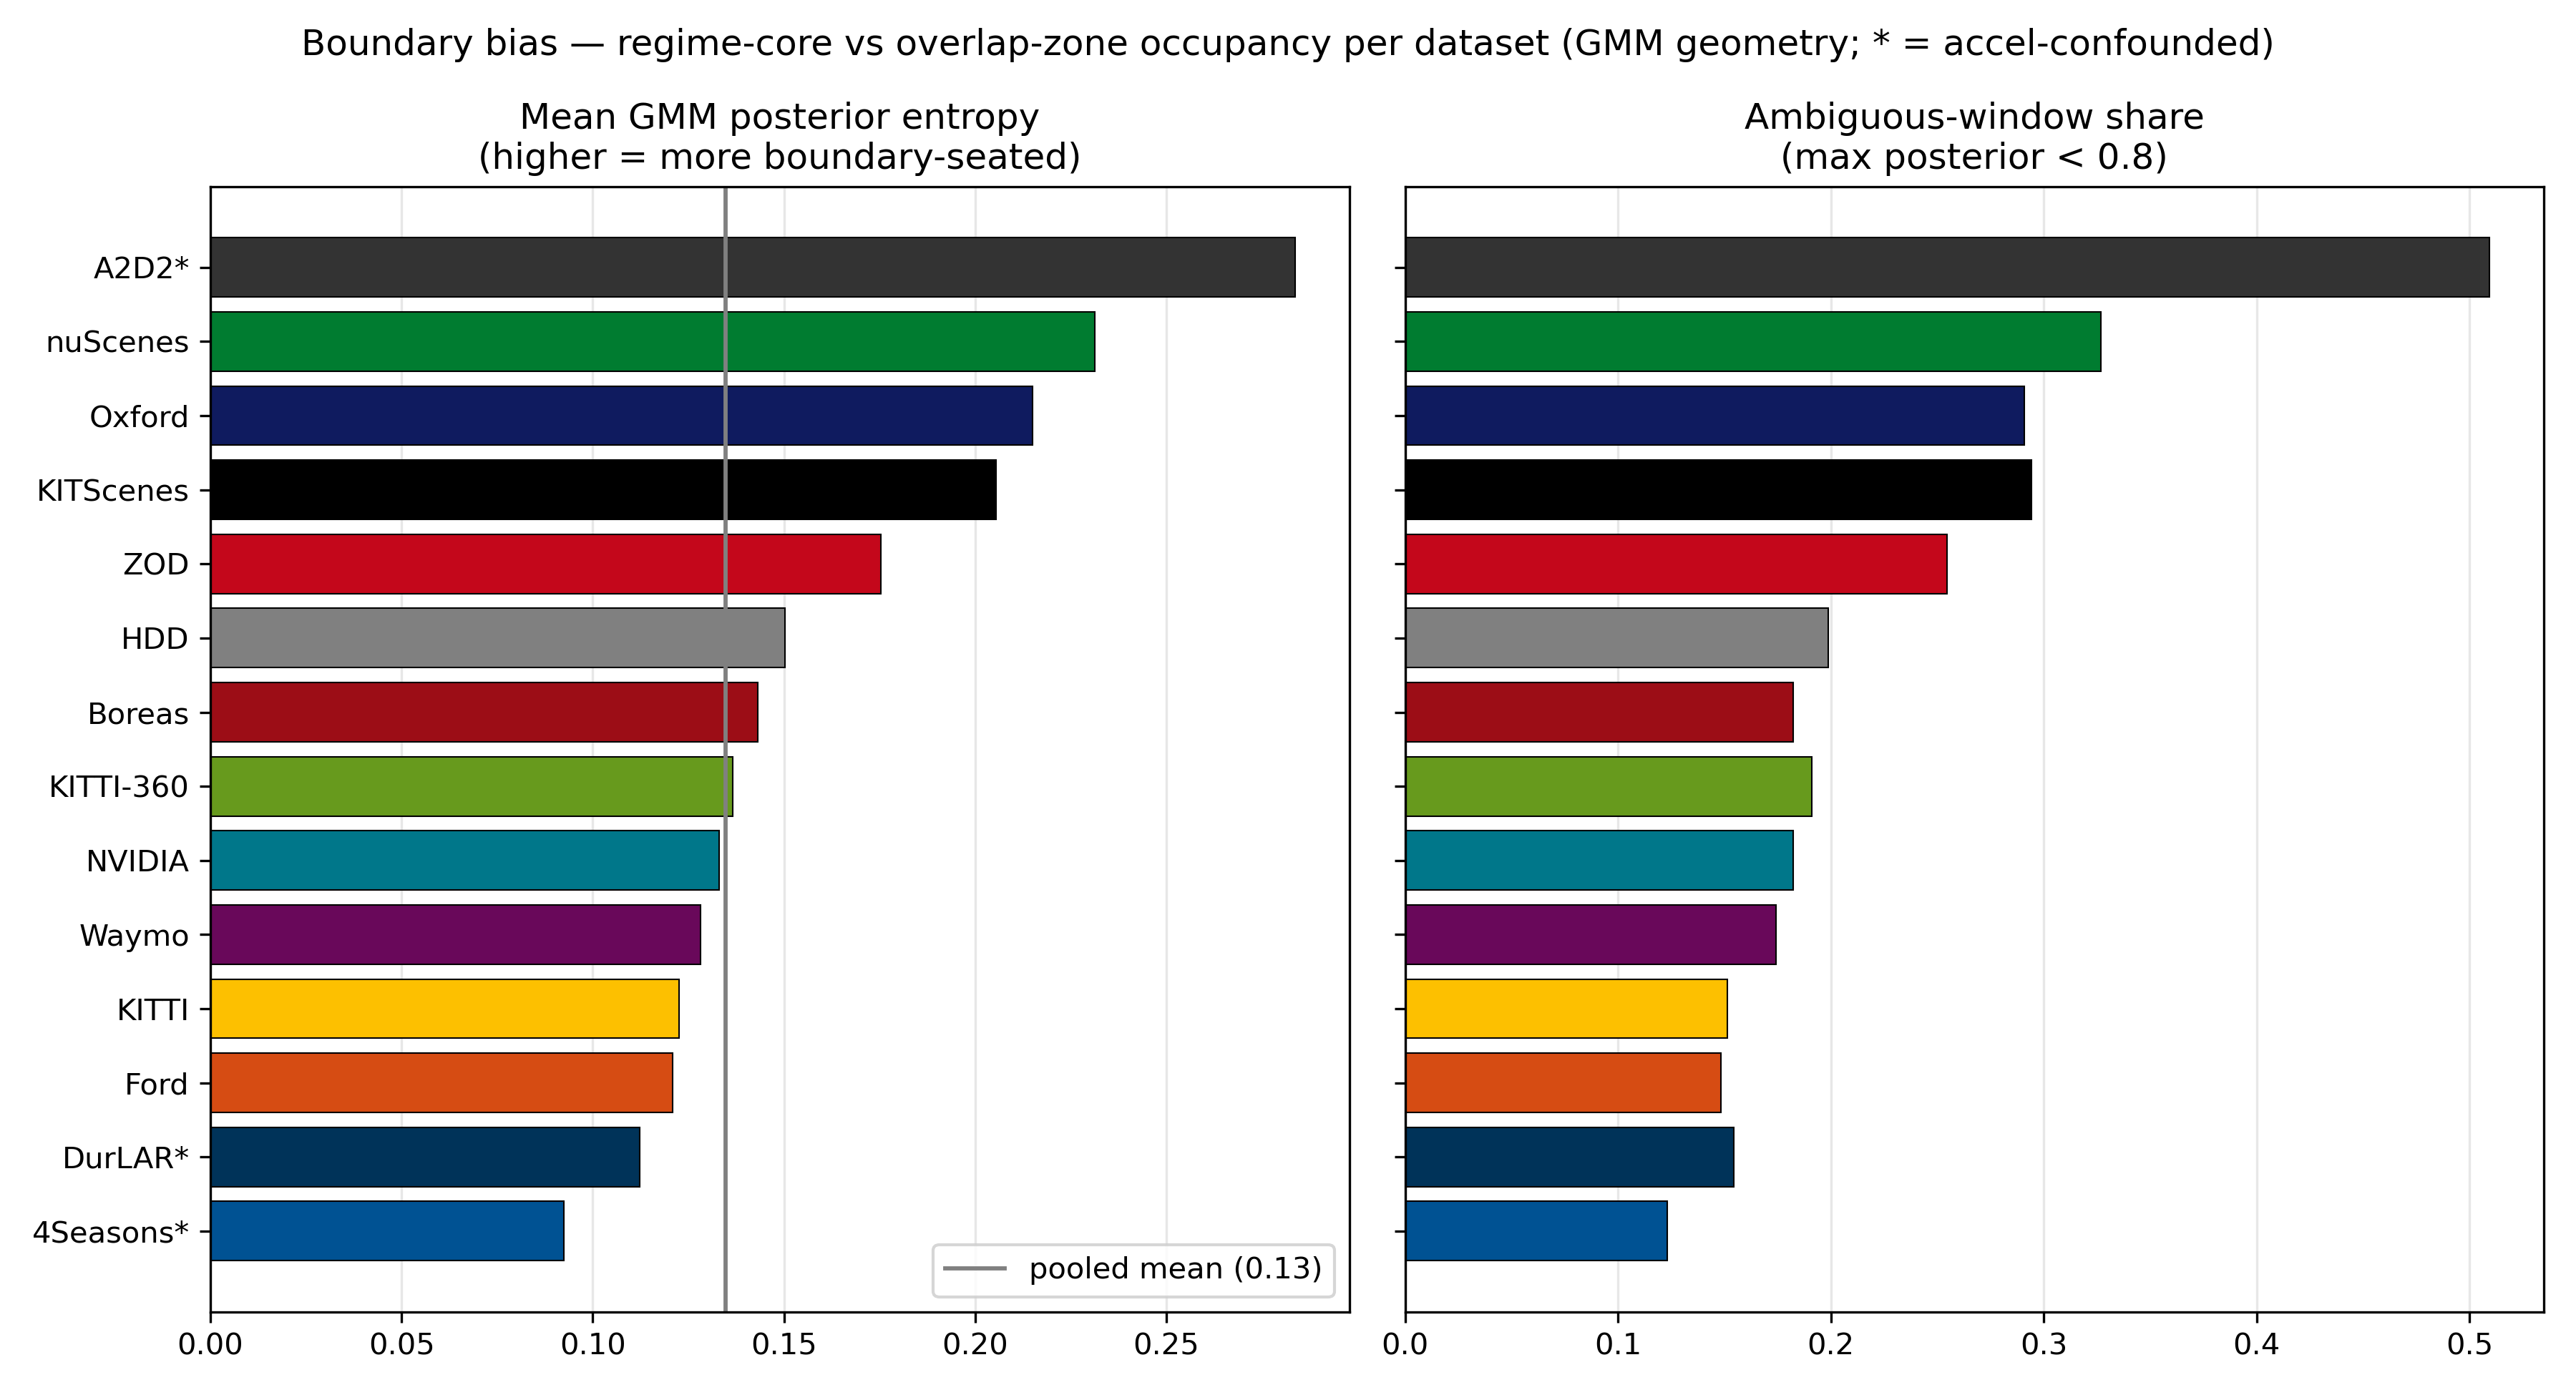 Boundary bias — regime-core vs overlap-zone occupancy per dataset (GMM geometry; * = accel-confounded)
Mean GMM posterior entropy
(higher = more boundary-seated)
A2D2*
nuScenes
Oxford
KITScenes
ZOD
HDD
Boreas
KITTI-360
NVIDIA
Waymo
KITTI
Ford
DurLAR*
4Seasons*
pooled mean (0.13)
0.00 0.05 0.10 0.15 0.20 0.25
Ambiguous-window share
(max posterior < 0.8)
0.0 0.1 0.2 0.3 0.4 0.5